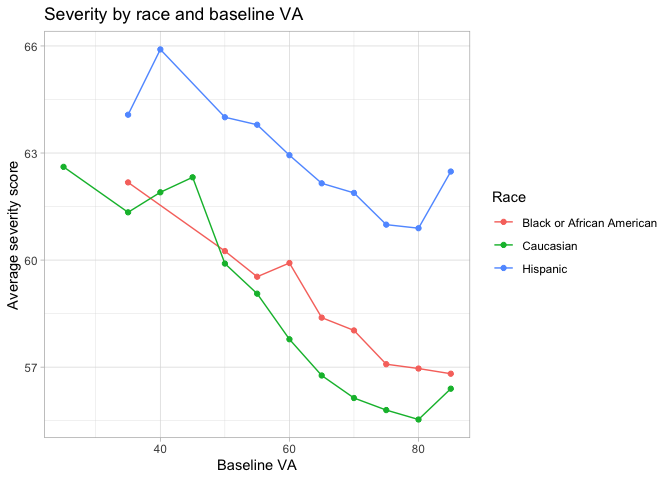 Severity by race and baseline VA
66
63
60
57
40
60
80
Baseline VA
Average severity score
Race
Black or African American
Caucasian
Hispanic